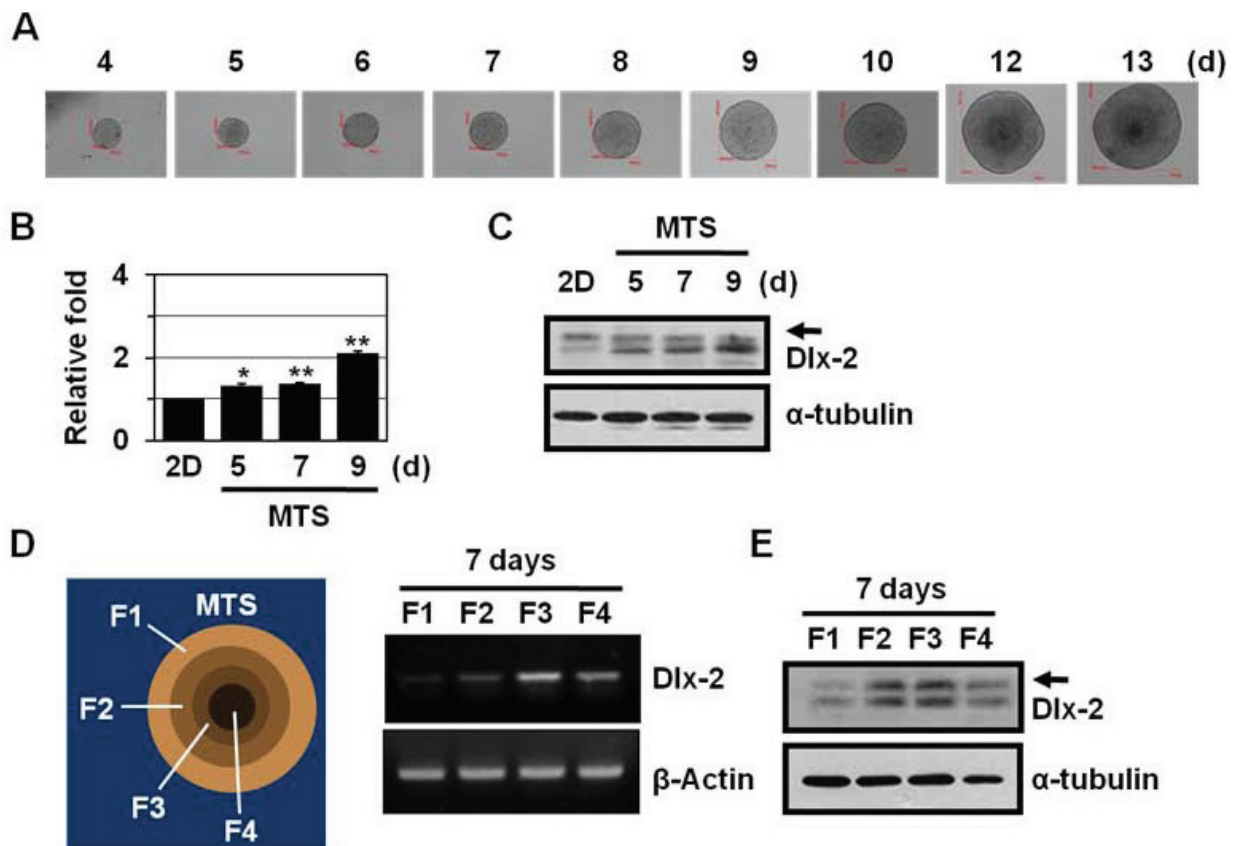 A
4 5 6 7 8 9 10 12 13 (d)
B
Relative fold
4
2
0
* ** **
2D 5 7 9 (d)
MTS
C
MTS
2D 5 7 9 (d)
Dlx-2
α-tubulin
D
MTS
F1
F2
F3
F4
7 days
F1 F2 F3 F4
Dlx-2
β-Actin
E
7 days
F1 F2 F3 F4
Dlx-2
α-tubulin